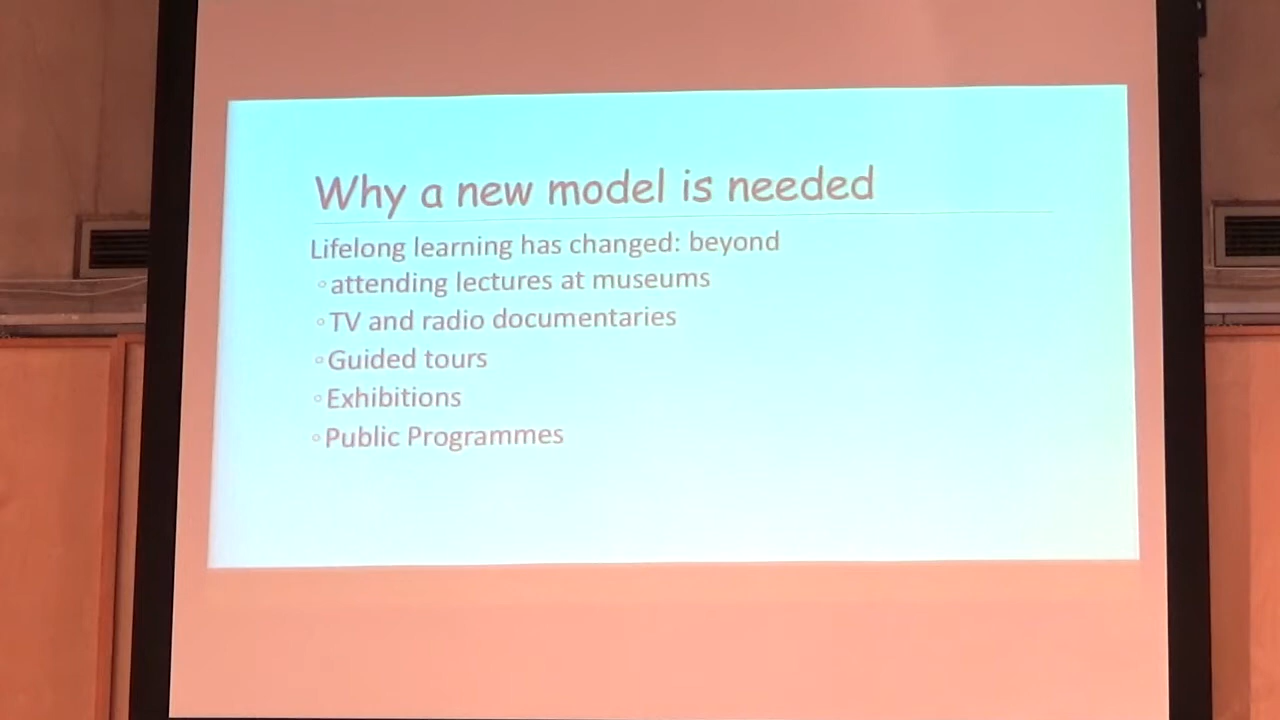 Why a new model is needed
Lifelong learning has changed: beyond
◦attending lectures at museums
◦TV and radio documentaries
◦Guided tours
◦Exhibitions
◦Public Programmes